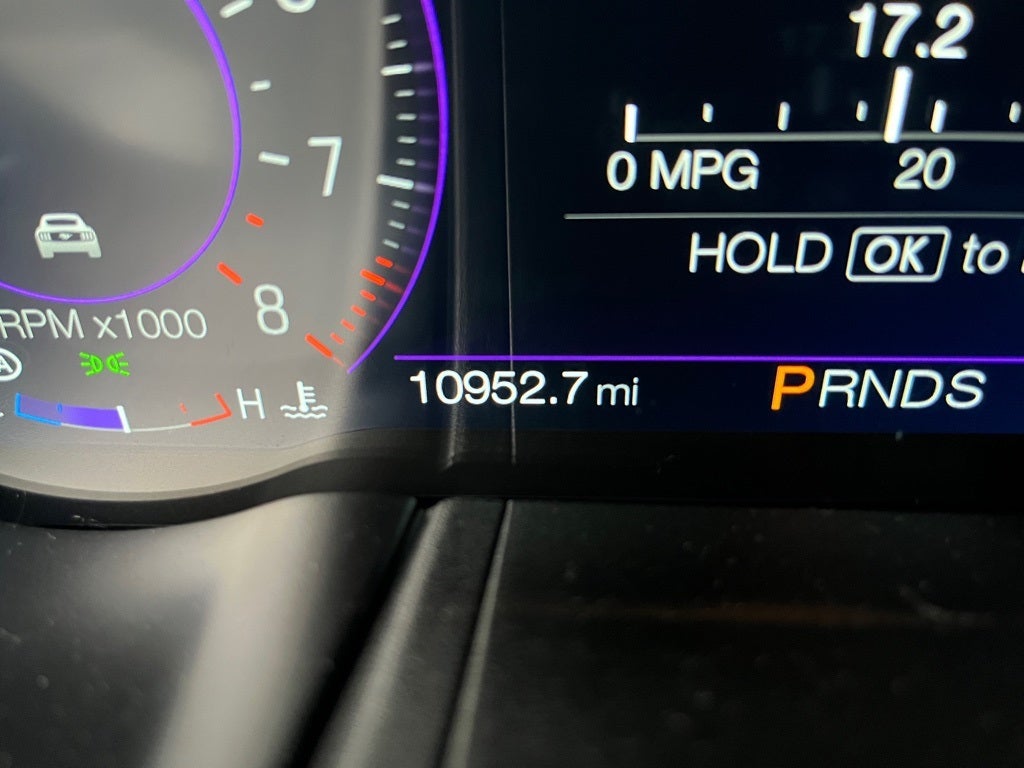 17.2
7
0 MPG 20
HOLD OK to
8
RPM x1000
A
10952.7 mi
PRNDS
H